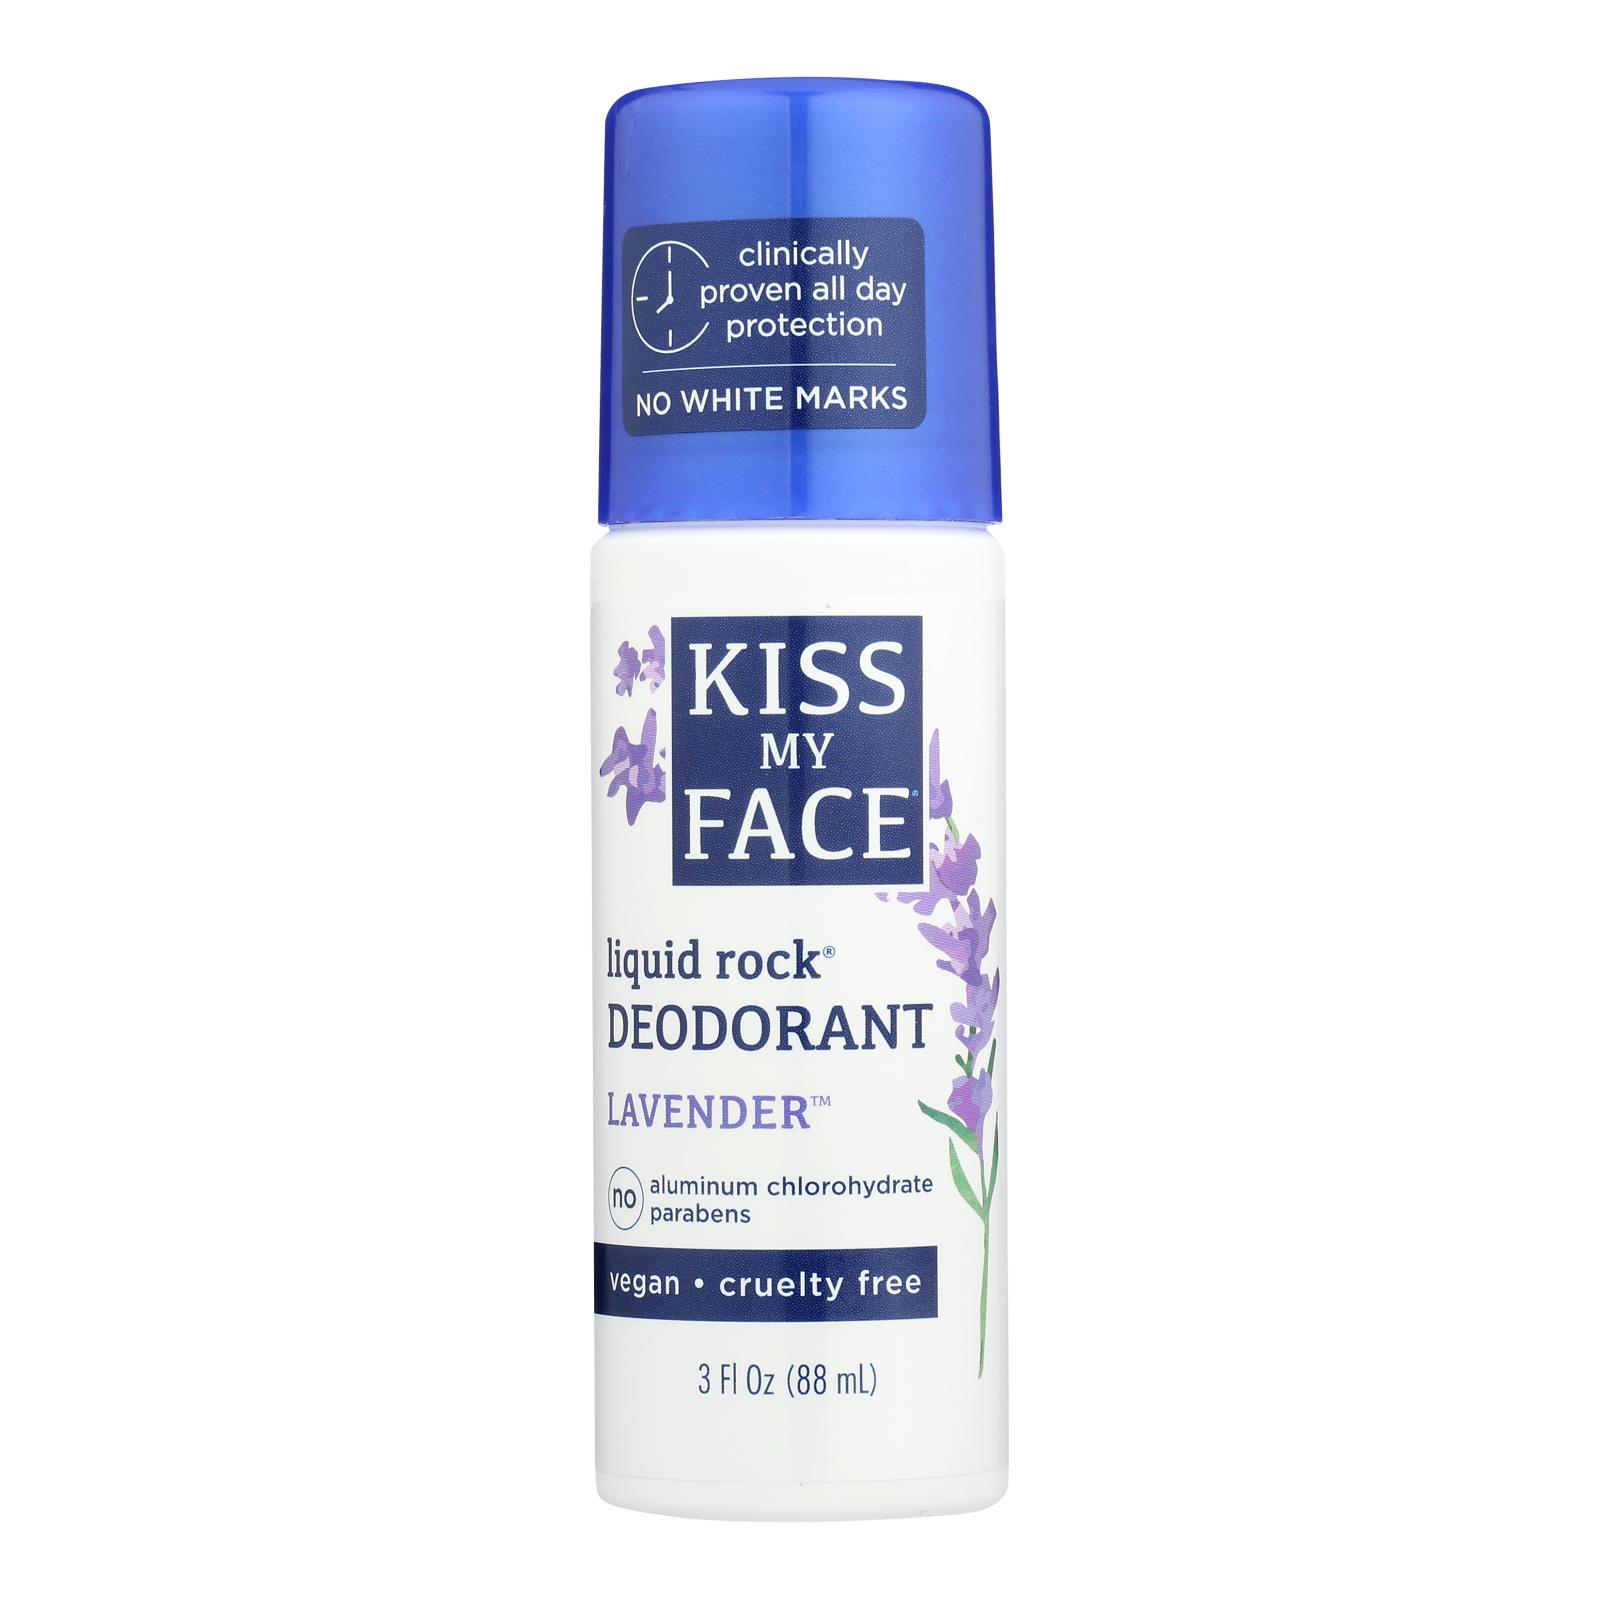 clinically
proven all day
protection
NO WHITE MARKS
KISS
MY
FACE®
liquid rock®
DEODORANT
LAVENDER™
no
aluminum chlorohydrate
parabens
vegan • cruelty free
3 Fl Oz (88 mL)